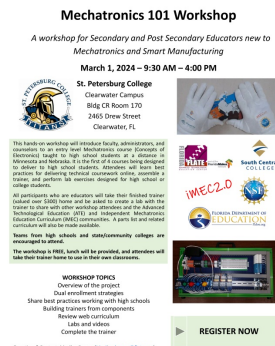 Mechatronics 101 Workshop
A workshop for Secondary and Post Secondary Educators new to
Mechatronics and Smart Manufacturing
March 1, 2024 – 9:30 AM – 4:00 PM
ST. PETERSBURG COLLEGE
TITANS
St. Petersburg College
Clearwater Campus
Bldg CR Room 170
2465 Drew Street
Clearwater, FL
This hands-on workshop will introduce faculty, administrators, and
counselors to an entry level Mechatronics course (Concepts of
Electronics) taught to high school students at a distance in
Minnesota and Nebraska. It is the first of 4 courses being designed
to deliver to high school students. Attendees will learn best
practices for delivering technical coursework online, assemble a
trainer, and perform lab exercises designed for high school or
college students.
All participants who are educators will take their finished trainer
(valued over $300) home and be asked to create a lab with the
trainer to share with other workshop attendees and the Advanced
Technological Education (ATE) and Independent Mechatronics
Education Curriculum (iMEC) communities. A parts list and related
curriculum will also be made available.
Teams from high schools and state/community colleges are
encouraged to attend.
The workshop is FREE, lunch will be provided, and attendees will
take their trainer home to use in their own classrooms.
WORKSHOP TOPICS
Overview of the project
Dual enrollment strategies
Share best practices working with high schools
Building trainers from components
Review web curriculum
Labs and videos
Complete the trainer
FLATE
South Central
COLLEGE
iMEC2.0
NSF
FLORIDA DEPARTMENT OF
EDUCATION
REGISTER NOW